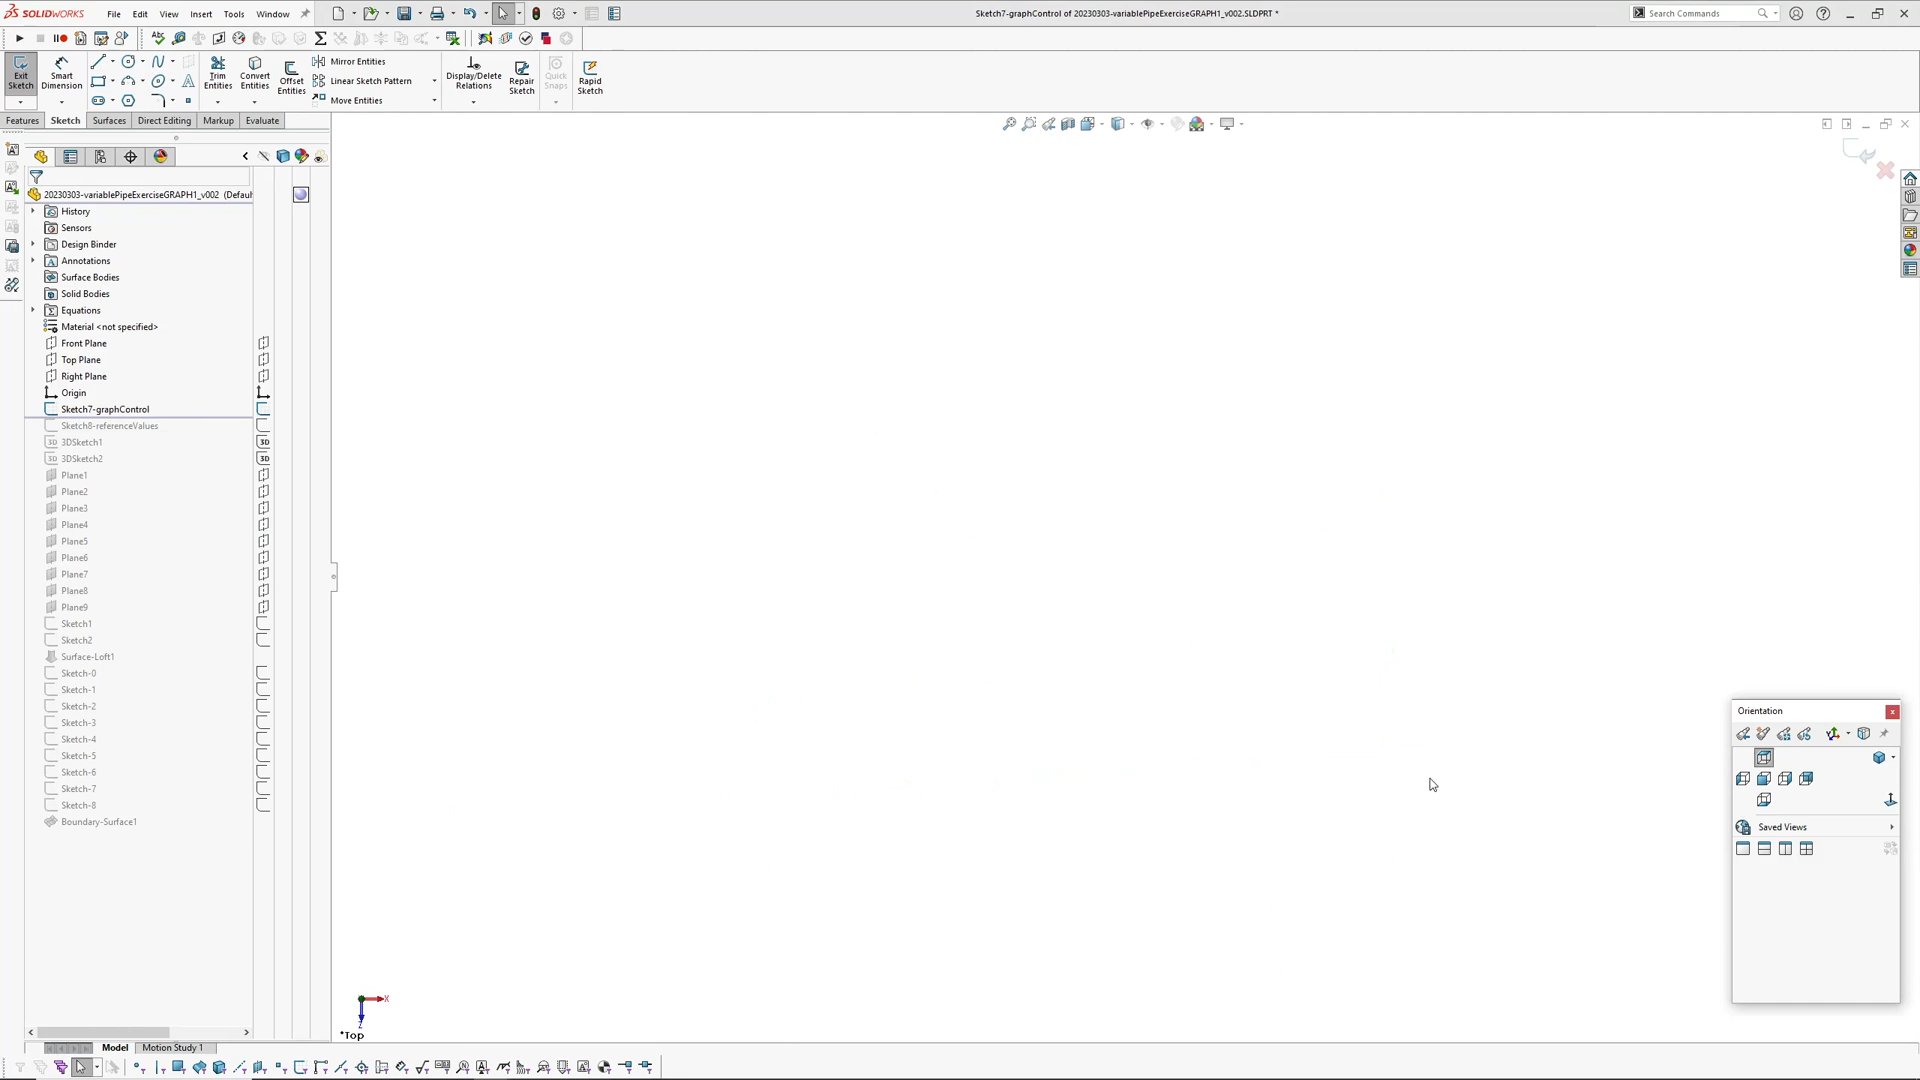 SOLIDWORKS File Edit View Insert Tools Window
Sketch7-graphControl of 20230303-variablePipeExerciseGRAPH1_v002.SLDPRT *
Search Commands
Exit Sketch
Smart Dimension
Trim Entities
Convert Entities
Offset Entities
Mirror Entities
Linear Sketch Pattern
Move Entities
Display/Delete Relations
Repair Sketch
Quick Snaps
Rapid Sketch
Features Sketch Surfaces Direct Editing Markup Evaluate
20230303-variablePipeExerciseGRAPH1_v002 (Defaul
History
Sensors
Design Binder
Annotations
Surface Bodies
Solid Bodies
Equations
Material <not specified>
Front Plane
Top Plane
Right Plane
Origin
Sketch7-graphControl
Sketch8-referenceValues
3D 3DSketch1 3D
3D 3DSketch2 3D
Plane1
Plane2
Plane3
Plane4
Plane5
Plane6
Plane7
Plane8
Plane9
Sketch1
Sketch2
Surface-Loft1
Sketch-0
Sketch-1
Sketch-2
Sketch-3
Sketch-4
Sketch-5
Sketch-6
Sketch-7
Sketch-8
Boundary-Surface1
Orientation
Saved Views
X
Z
*Top
Model Motion Study 1